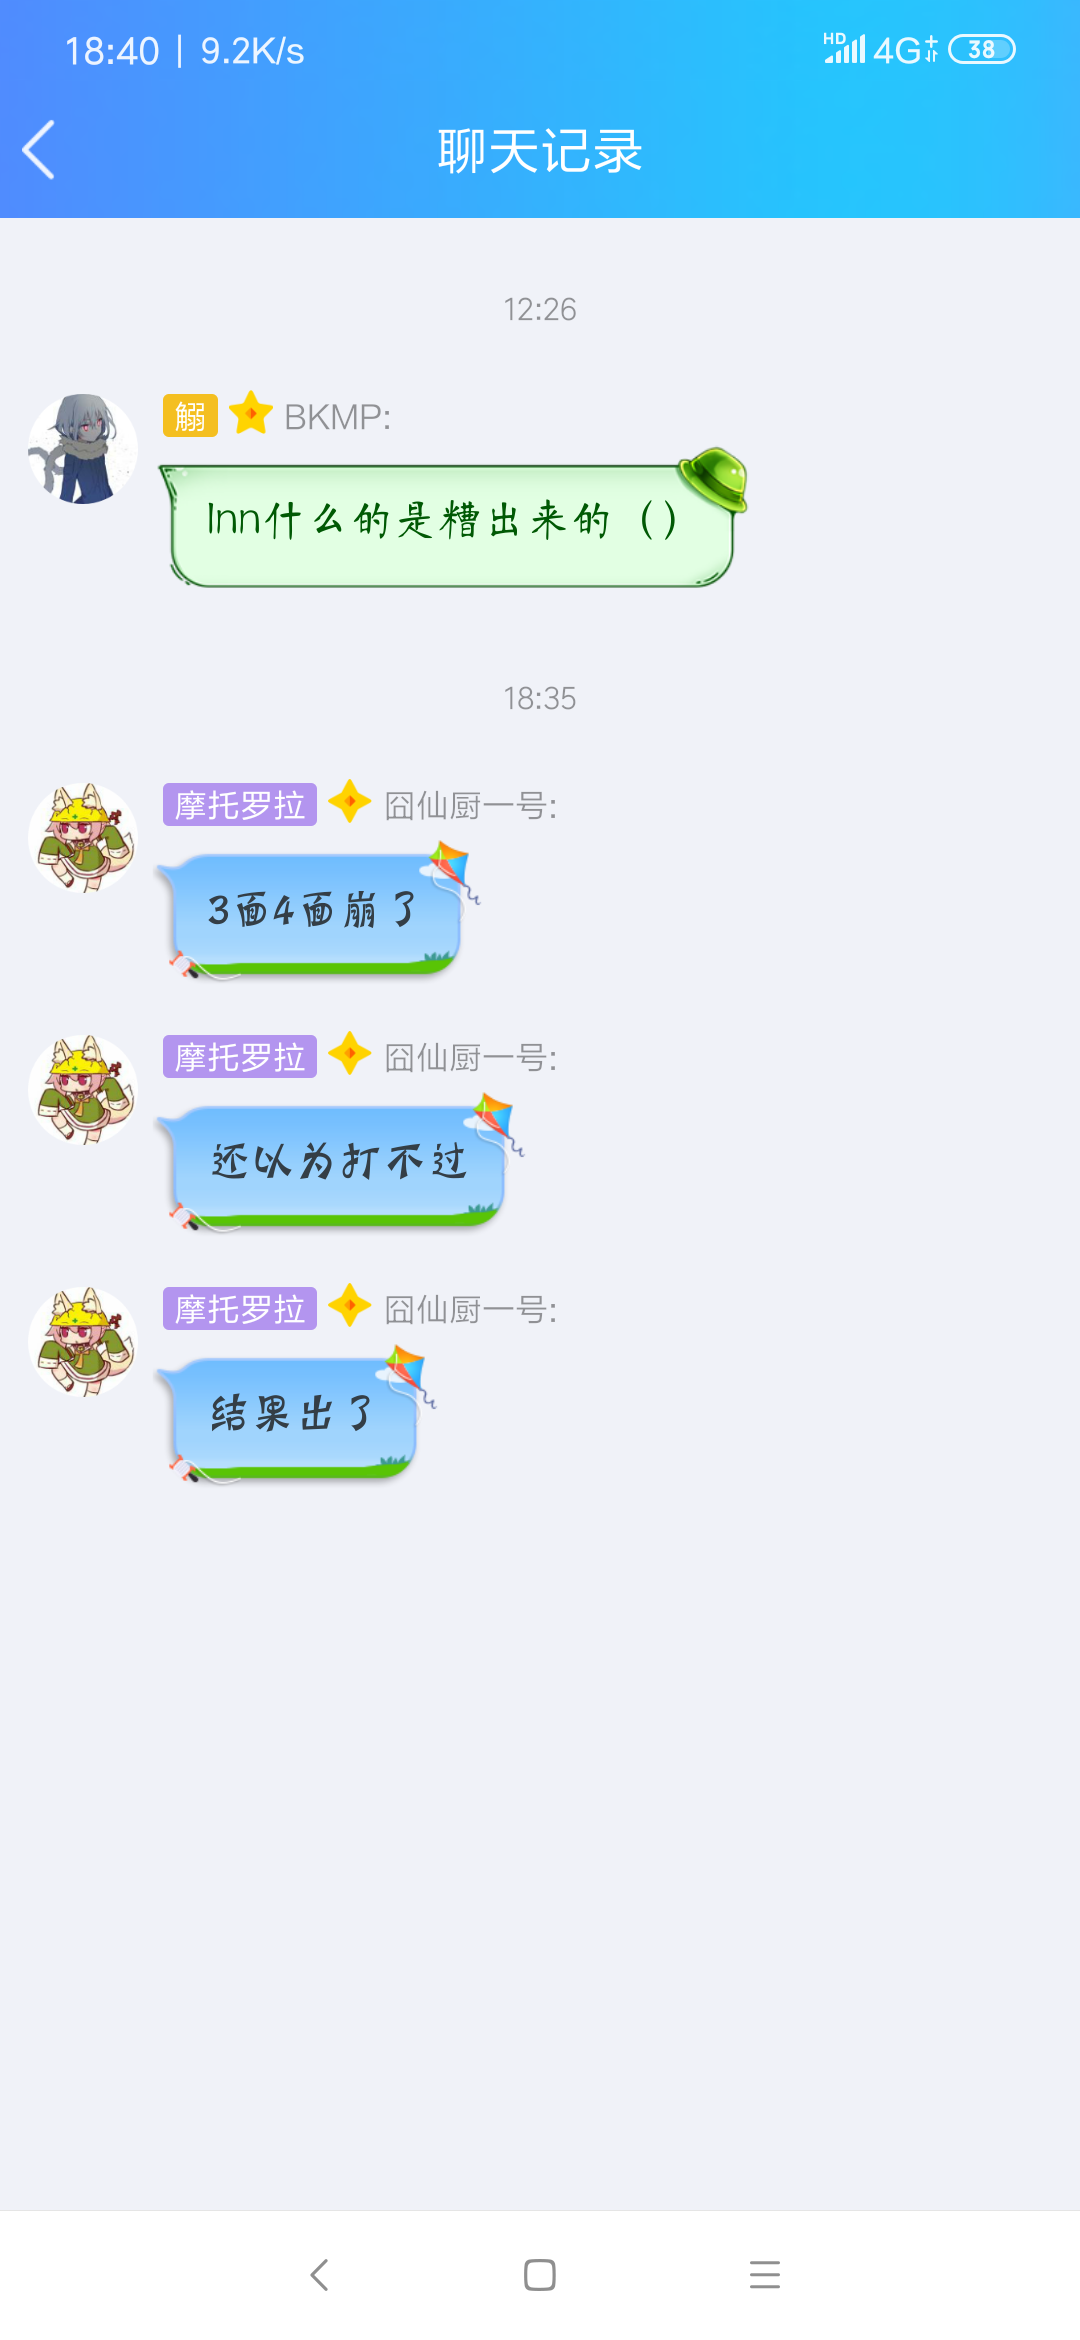 18:40 | 9.2K/s
HD 4G 38
聊天记录
12:26
BKMP:
lnn什么的是糟出来的（）
18:35
摩托罗拉 囧仙厨一号:
3面4面崩了
摩托罗拉 囧仙厨一号:
还以为打不过
摩托罗拉 囧仙厨一号:
结果出了